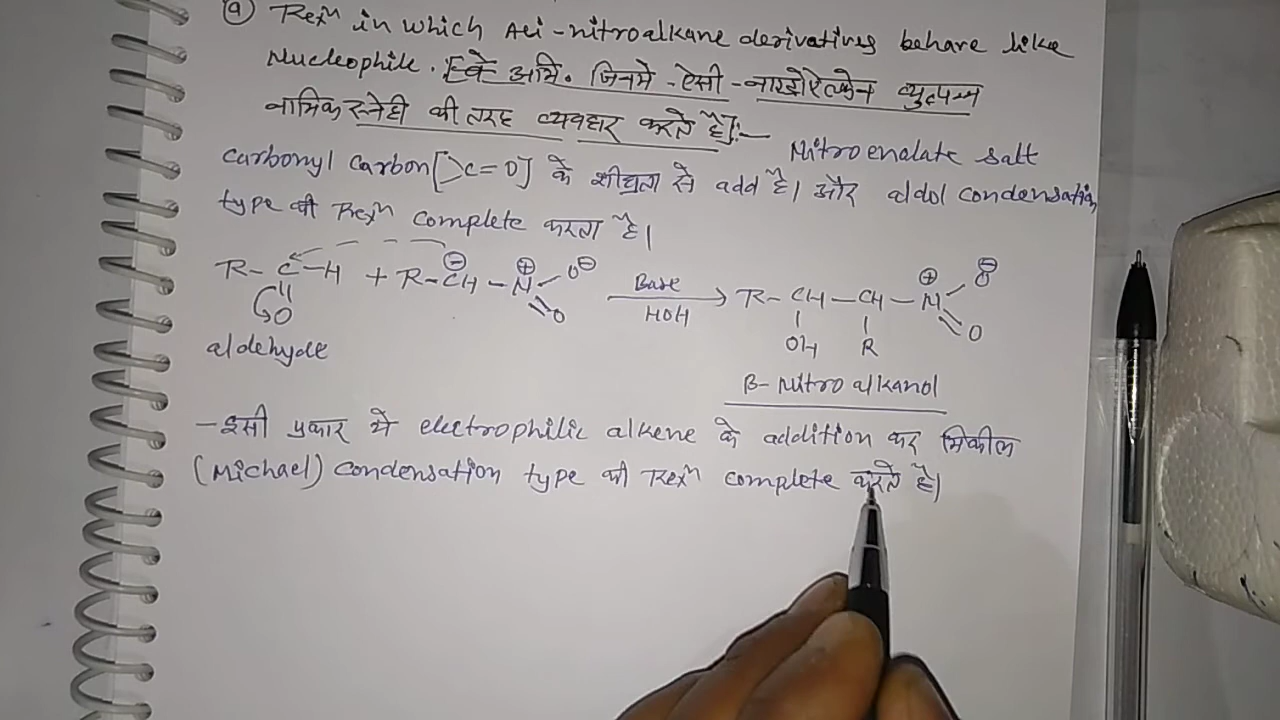 ⓐ Rexⁿ in which Aci-nitroalkane derivatives behave like
Nucleophile. [वे अभि. जिनमे -ऐसी -नाइट्रोऐल्केन व्युत्पन्न
नाभिकस्नेही की तरह व्यवहार करते है]:—
Nitroenolate salt
carbonyl carbon[>c=0] के शीघ्रता से add है। और aldol condensation
type की Rexⁿ complete करता है।
R-C-H + R-CH-N O Base R-CH-CH-N O
O O HOH OH R O
aldehyde
β-Nitro alkanol
-इसी प्रकार ये electrophilic alkene के addition कर मिकील
(Michael) condensation type की Rexⁿ complete करते है।